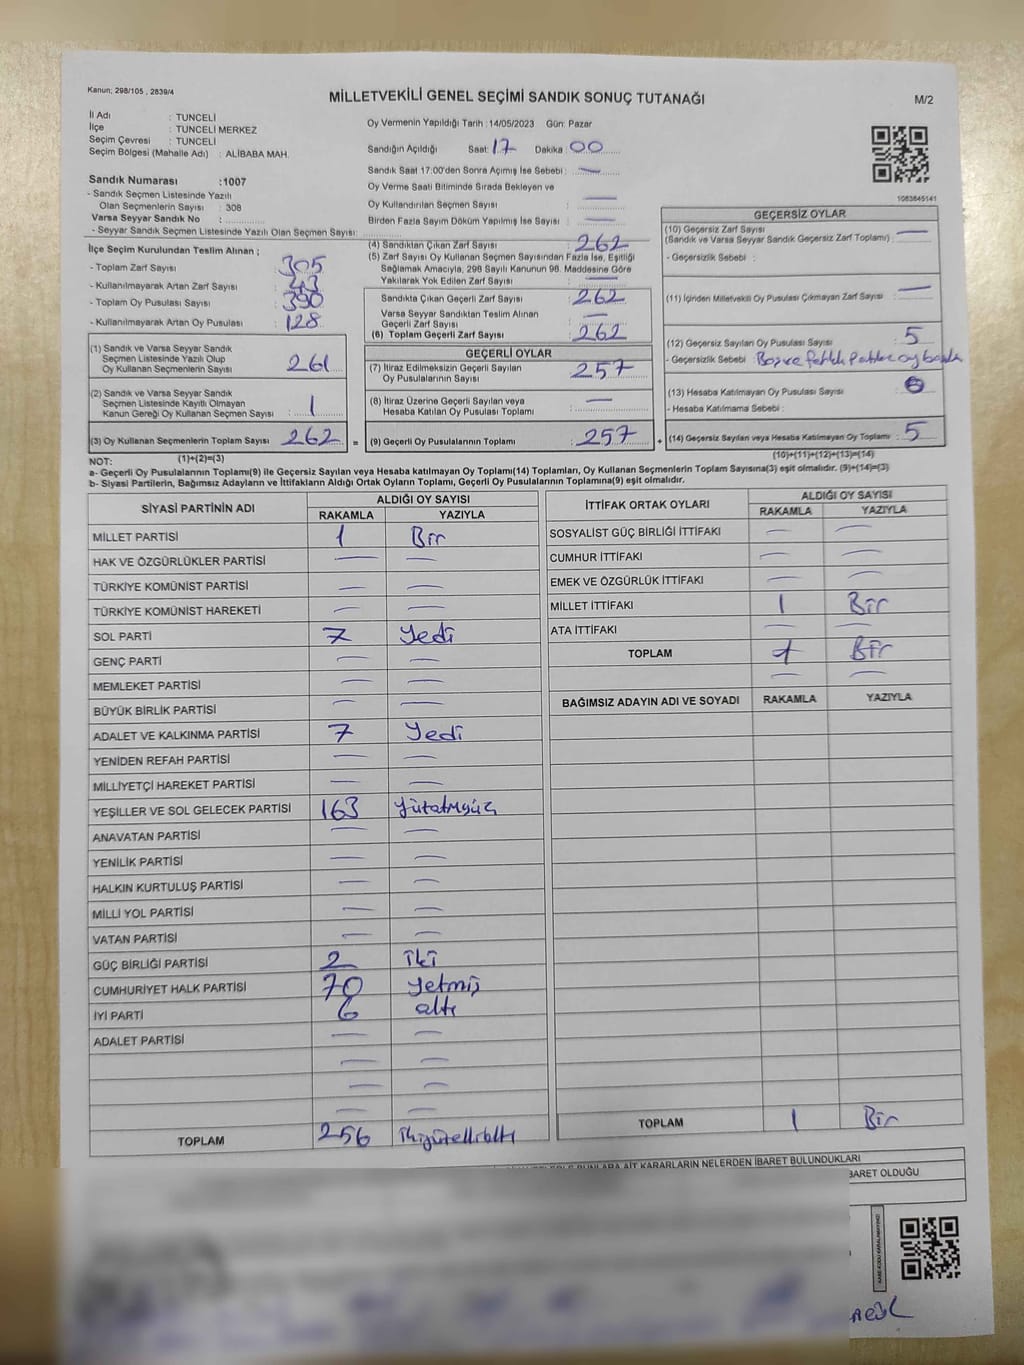 Kanun; 298/105 , 2839/4
MİLLETVEKİLİ GENEL SEÇİMİ SANDIK SONUÇ TUTANAĞI
M/2
İl Adı : TUNCELİ
İlçe : TUNCELİ MERKEZ
Seçim Çevresi : TUNCELİ
Seçim Bölgesi (Mahalle Adı) : ALİBABA MAH.
Sandık Numarası :1007
- Sandık Seçmen Listesinde Yazılı
Olan Seçmenlerin Sayısı : 308
Varsa Seyyar Sandık No :
- Seyyar Sandık Seçmen Listesinde Yazılı Olan Seçmen Sayısı:
Oy Vermenin Yapıldığı Tarih :14/05/2023 Gün: Pazar
Sandığın Açıldığı Saat: 17 Dakika : 00
Sandık Saat 17:00'den Sonra Açımış İse Sebebi : —
Oy Verme Saati Bitiminde Sırada Bekleyen ve
Oy Kullandırılan Seçmen Sayısı : —
Birden Fazla Sayım Döküm Yapılmış İse Sayısı : —
1083845141
İlçe Seçim Kurulundan Teslim Alınan ;
- Toplam Zarf Sayısı : 305
- Kullanılmayarak Artan Zarf Sayısı : 43
- Toplam Oy Pusulası Sayısı : 390
- Kullanılmayarak Artan Oy Pusulası : 128
(1) Sandık ve Varsa Seyyar Sandık
Seçmen Listesinde Yazılı Olup
Oy Kullanan Seçmenlerin Sayısı : 261
(2) Sandık ve Varsa Seyyar Sandık
Seçmen Listesinde Kayıtlı Olmayan
Kanun Gereği Oy Kullanan Seçmen Sayısı : 1
(3) Oy Kullanan Seçmenlerin Toplam Sayısı : 262 =
(4) Sandıktan Çıkan Zarf Sayısı : 262
(5) Zarf Sayısı Oy Kullanan Seçmen Sayısından Fazla İse, Eşitliği
Sağlamak Amacıyla, 298 Sayılı Kanunun 98. Maddesine Göre
Yakılarak Yok Edilen Zarf Sayısı : —
Sandıkta Çıkan Geçerli Zarf Sayısı : 262
Varsa Seyyar Sandıktan Teslim Alınan
Geçerli Zarf Sayısı : —
(6) Toplam Geçerli Zarf Sayısı : 262
GEÇERLİ OYLAR
(7) İtiraz Edilmeksizin Geçerli Sayılan
Oy Pusulalarının Sayısı : 257
(8) İtiraz Üzerine Geçerli Sayılan veya
Hesaba Katılan Oy Pusulası Toplamı : —
(9) Geçerli Oy Pusulalarının Toplamı : 257 +
GEÇERSİZ OYLAR
(10) Geçersiz Zarf Sayısı
(Sandık ve Varsa Seyyar Sandık Geçersiz Zarf Toplamı) : —
- Geçersizlik Sebebi :
(11) İçinden Milletvekili Oy Pusulası Çıkmayan Zarf Sayısı : —
(12) Geçersiz Sayılan Oy Pusulası Sayısı : 5
- Geçersizlik Sebebi : Boş ve farklı
(13) Hesaba Katılmayan Oy Pusulası Sayısı :
- Hesaba Katılmama Sebebi :
(14) Geçersiz Sayılan veya Hesaba Katılmayan Oy Toplamı : 5
NOT: (1)+(2)=(3)
(10)+(11)+(12)+(13)=(14)
a- Geçerli Oy Pusulalarının Toplamı(9) ile Geçersiz Sayılan veya Hesaba katılmayan Oy Toplamı(14) Toplamları, Oy Kullanan Seçmenlerin Toplam Sayısına(3) eşit olmalıdır. (9)+(14)=(3)
b- Siyasi Partilerin, Bağımsız Adayların ve İttifakların Aldığı Ortak Oyların Toplamı, Geçerli Oy Pusulalarının Toplamına(9) eşit olmalıdır.
SİYASİ PARTİNİN ADI ALDIĞI OY SAYISI
RAKAMLA YAZIYLA
MİLLET PARTİSİ 1 Bir
HAK VE ÖZGÜRLÜKLER PARTİSİ — —
TÜRKİYE KOMÜNİST PARTİSİ — —
TÜRKİYE KOMÜNİST HAREKETİ — —
SOL PARTİ 7 Yedi
GENÇ PARTİ — —
MEMLEKET PARTİSİ — —
BÜYÜK BİRLİK PARTİSİ — —
ADALET VE KALKINMA PARTİSİ 7 Yedi
YENİDEN REFAH PARTİSİ — —
MİLLİYETÇİ HAREKET PARTİSİ — —
YEŞİLLER VE SOL GELECEK PARTİSİ 163
ANAVATAN PARTİSİ — —
YENİLİK PARTİSİ — —
HALKIN KURTULUŞ PARTİSİ — —
MİLLİ YOL PARTİSİ — —
VATAN PARTİSİ — —
GÜÇ BİRLİĞİ PARTİSİ 2 iki
CUMHURİYET HALK PARTİSİ 70 Yetmiş
İYİ PARTİ 6 altı
ADALET PARTİSİ — —
— —
— —
— —
TOPLAM 256 ikiyüzellialtı
İTTİFAK ORTAK OYLARI ALDIĞI OY SAYISI
RAKAMLA YAZIYLA
SOSYALİST GÜÇ BİRLİĞİ İTTİFAKI — —
CUMHUR İTTİFAKI — —
EMEK VE ÖZGÜRLÜK İTTİFAKI — —
MİLLET İTTİFAKI 1 Bir
ATA İTTİFAKI — —
TOPLAM 1 Bir
— —
BAĞIMSIZ ADAYIN ADI VE SOYADI RAKAMLA YAZIYLA
TOPLAM 1 Bir
BUNLARA AİT KARARLARIN NELERDEN İBARET BULUNDUKLARI
BARET OLDUĞU